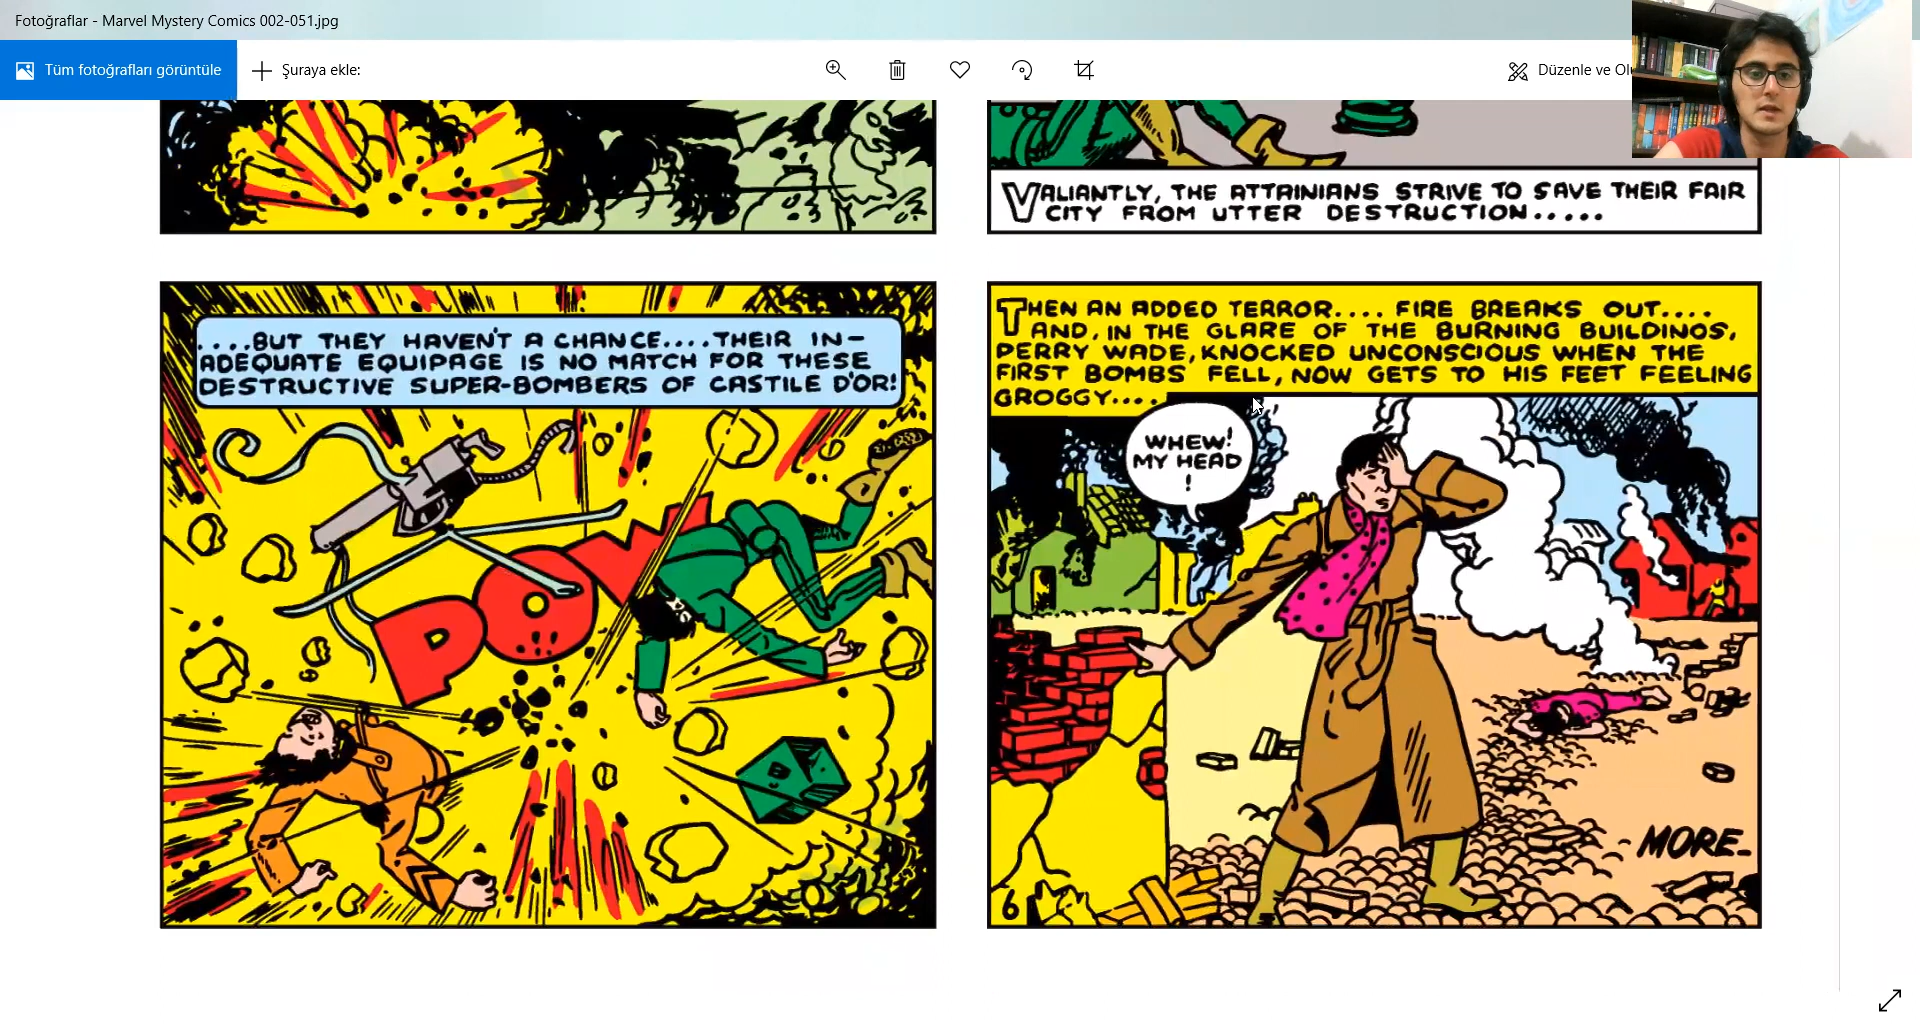 Fotoğraflar - Marvel Mystery Comics 002-051.jpg
Tüm fotoğrafları görüntüle
Şuraya ekle:
Düzenle ve Ol
VALIANTLY, THE ATTAINIANS STRIVE TO SAVE THEIR FAIR
CITY FROM UTTER DESTRUCTION.....
....BUT THEY HAVEN'T A CHANCE....THEIR IN-
ADEQUATE EQUIPAGE IS NO MATCH FOR THESE
DESTRUCTIVE SUPER-BOMBERS OF CASTILE D'OR!
POW
THEN AN ADDED TERROR.... FIRE BREAKS OUT....
AND, IN THE GLARE OF THE BURNING BUILDINGS,
PERRY WADE, KNOCKED UNCONSCIOUS WHEN THE
FIRST BOMBS FELL, NOW GETS TO HIS FEET FEELING
GROGGY....
WHEW!
MY HEAD
!
MORE-
6